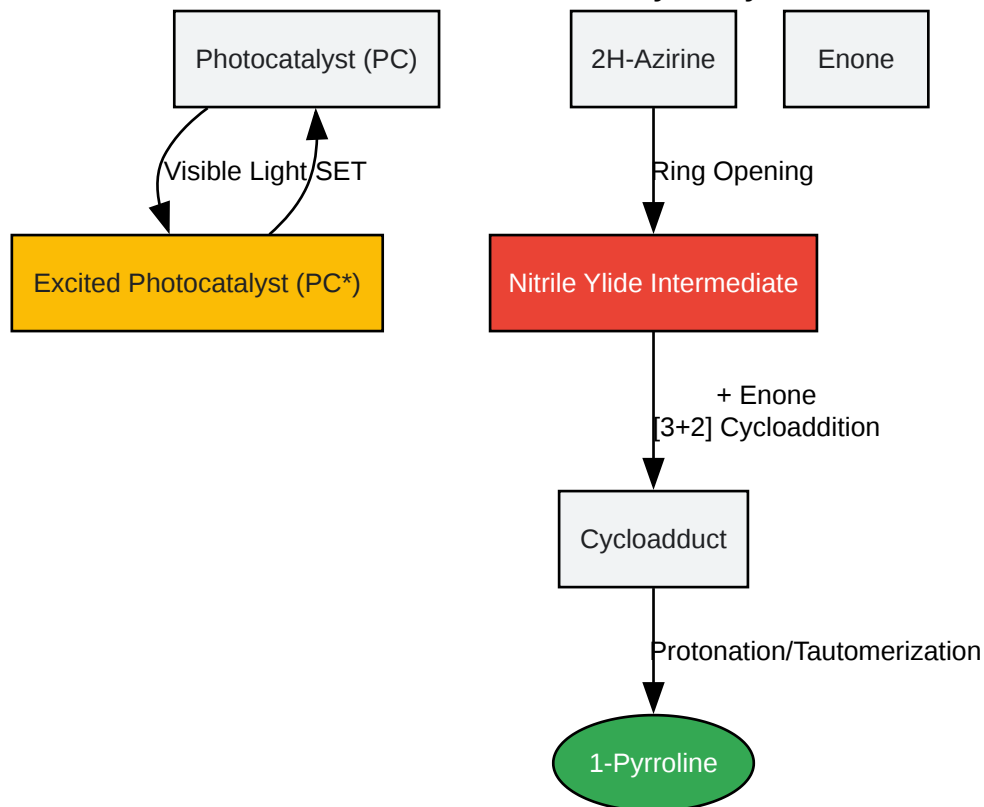 Photocatalyst (PC)
2H-Azirine
Enone
Visible Light
SET
Ring Opening
Excited Photocatalyst (PC*)
Nitrile Ylide Intermediate
+ Enone
[3+2] Cycloaddition
Cycloadduct
Protonation/Tautomerization
1-Pyrroline